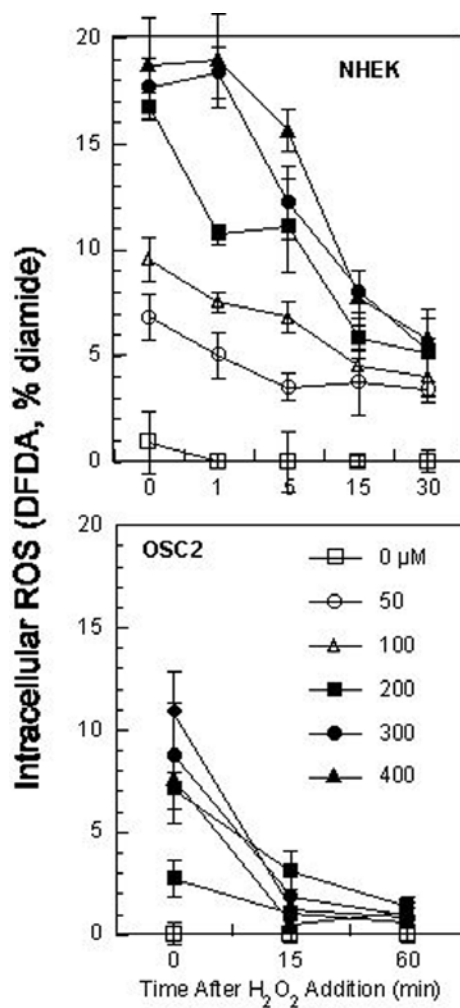 Intracellular ROS (DFDA, % diamide)
20
15
10
5
0
NHEK
0 1 5 15 30
20
15
10
5
0
OSC2
0 µM
50
100
200
300
400
0 15 60
Time After H₂O₂ Addition (min)